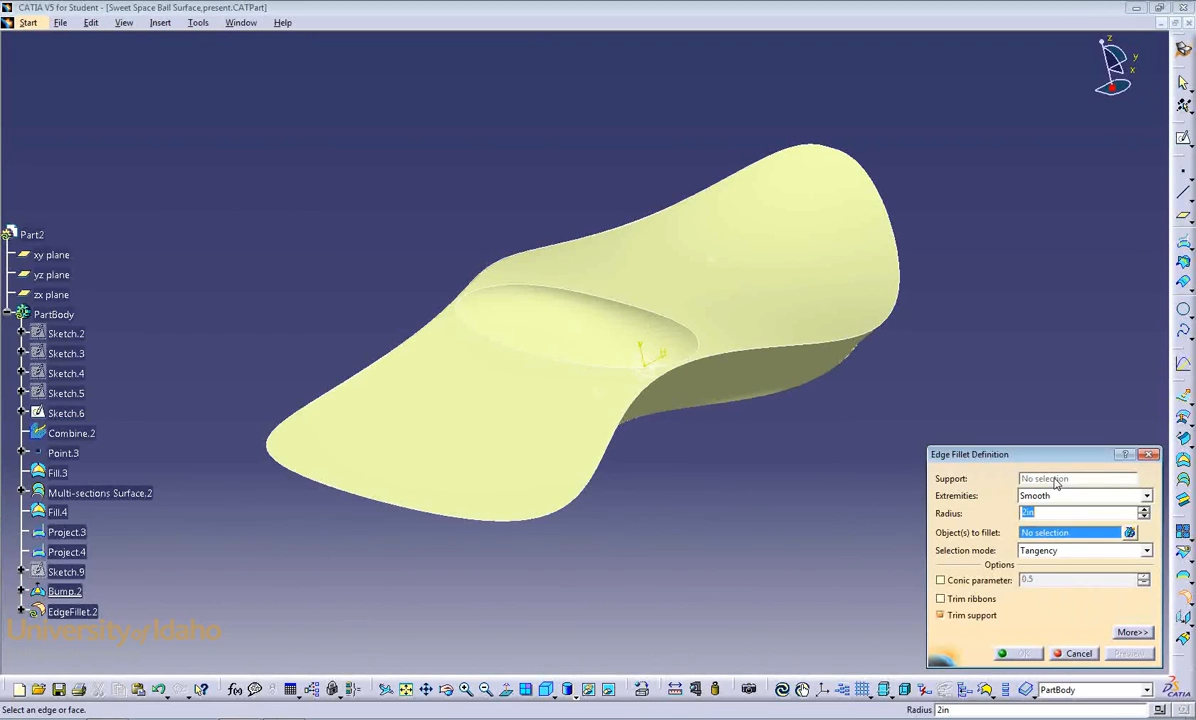 CATIA V5 for Student - [Sweet Space Ball Surface,present.CATPart]
Start File Edit View Insert Tools Window Help
z
y
x
Part2
xy plane
yz plane
zx plane
PartBody
Sketch.2
Sketch.3
Sketch.4
Sketch.5
Sketch.6
Combine.2
Point.3
Fill.3
Multi-sections Surface.2
Fill.4
Project.3
Project.4
Sketch.9
Bump.2
EdgeFillet.2
University of Idaho
V
H
Edge Fillet Definition
Support: No selection
Extremities: Smooth
Radius: 2in
Object(s) to fillet: No selection
Selection mode: Tangency
Options
Conic parameter: 0.5
Trim ribbons
Trim support
More>>
OK Cancel Preview
f(x)
PartBody
CATIA
Select an edge or face.
Radius 2in